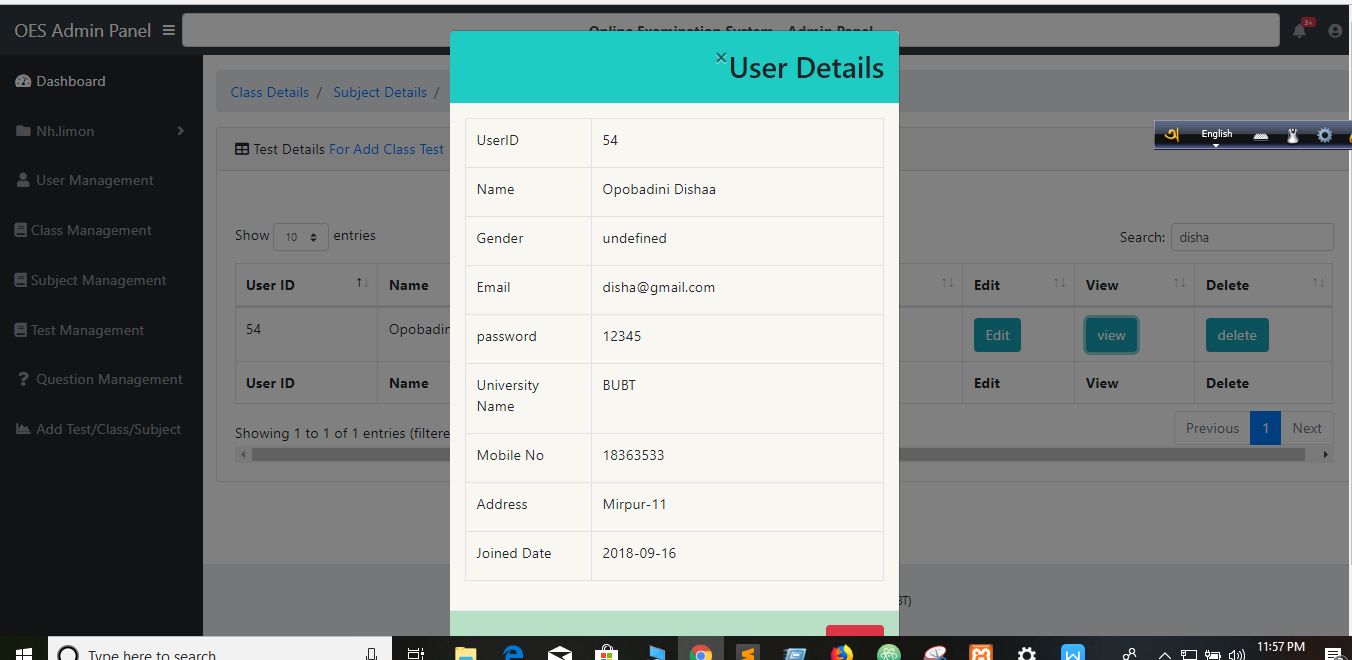 OES Admin Panel
Online Examination System - Admin Panel
3+
Dashboard
Nh.limon
User Management
Class Management
Subject Management
Test Management
Question Management
Add Test/Class/Subject
Class Details / Subject Details /
Test Details For Add Class Test
Show 10 entries
Search: disha
User ID Name Edit View Delete
54 Opobadin Edit view delete
User ID Name Edit View Delete
Showing 1 to 1 of 1 entries (filtere
Previous 1 Next
BT)
× User Details
UserID 54
Name Opobadini Dishaa
Gender undefined
Email disha@gmail.com
password 12345
University
Name BUBT
Mobile No 18363533
Address Mirpur-11
Joined Date 2018-09-16
অ English
Type here to search
11:57 PM